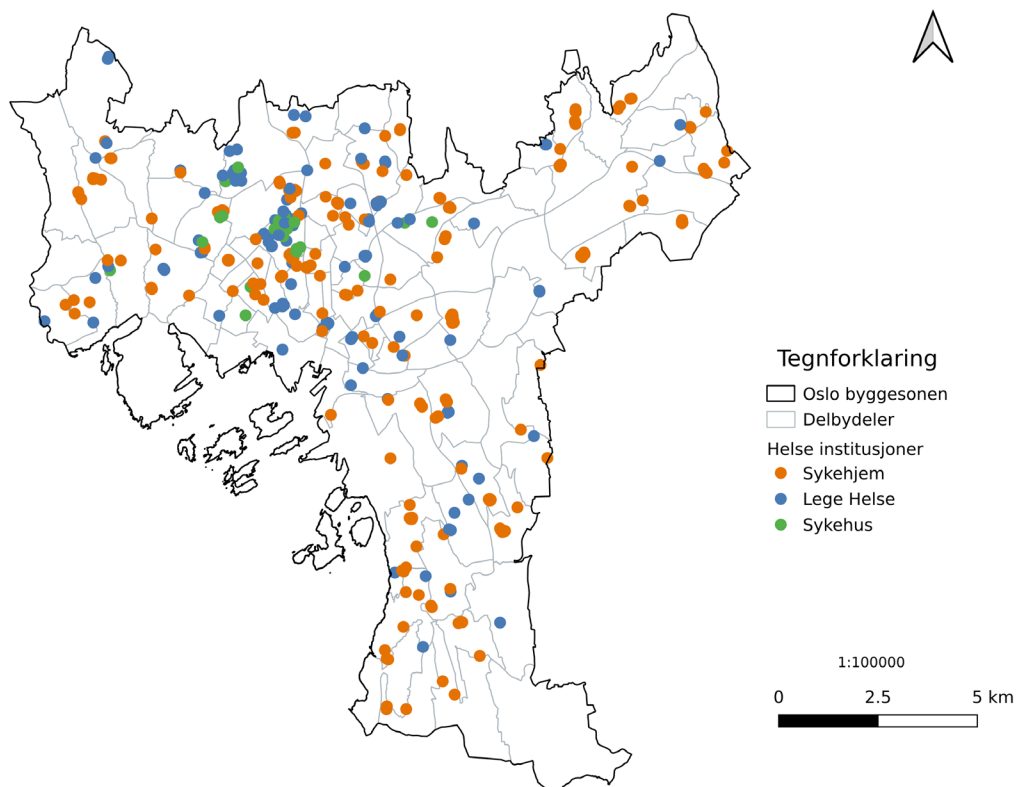 Tegnforklaring
Oslo byggesonen
Delbydeler
Helse institusjoner
Sykehjem
Lege Helse
Sykehus
1:100000
0 2.5 5 km